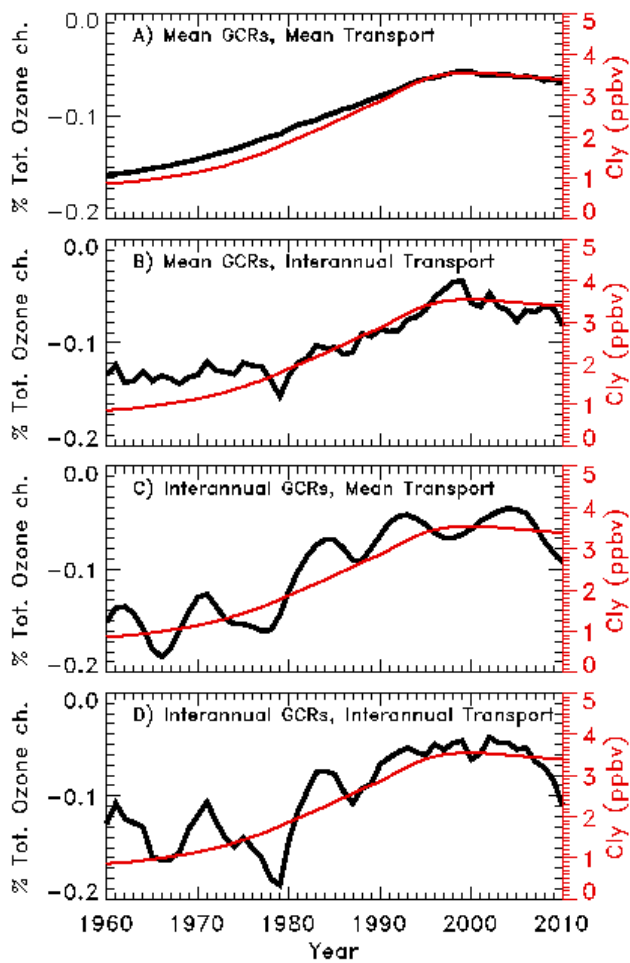 A) Mean GCRs, Mean Transport
% Tot. Ozone ch.
0.0
-0.1
-0.2
5
4
3
2
1
0
Cly (ppbv)
B) Mean GCRs, Interannual Transport
% Tot. Ozone ch.
0.0
-0.1
-0.2
5
4
3
2
1
0
Cly (ppbv)
C) Interannual GCRs, Mean Transport
% Tot. Ozone ch.
0.0
-0.1
-0.2
5
4
3
2
1
0
Cly (ppbv)
D) Interannual GCRs, Interannual Transport
% Tot. Ozone ch.
0.0
-0.1
-0.2
5
4
3
2
1
0
Cly (ppbv)
1960 1970 1980 1990 2000 2010
Year